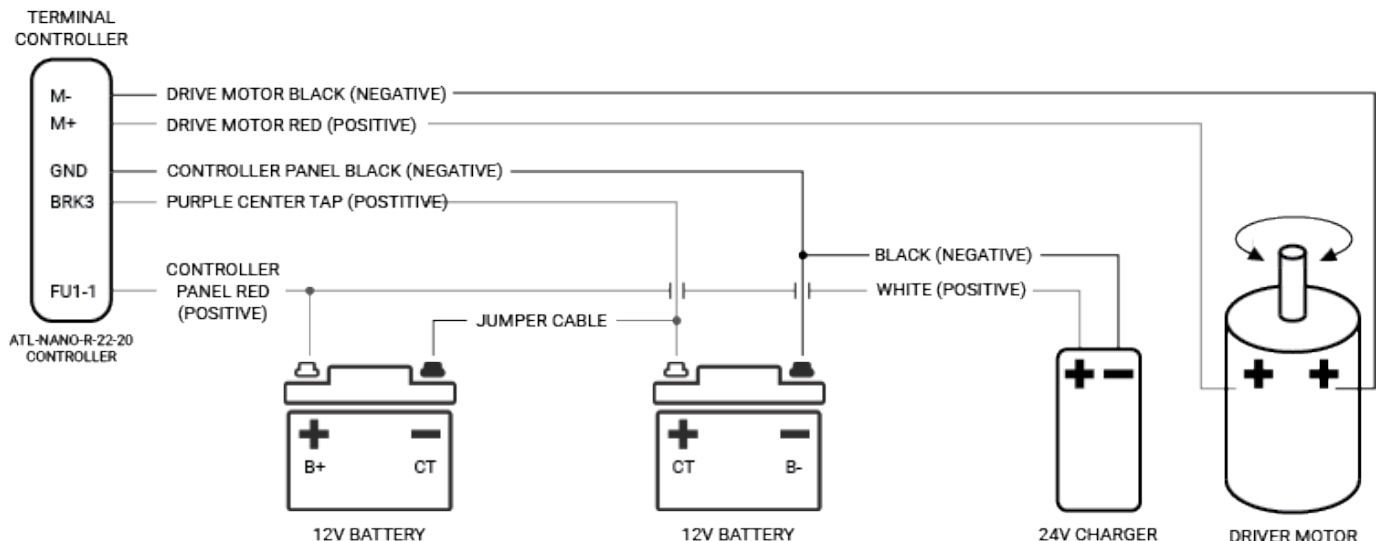 TERMINAL
CONTROLLER
M-
DRIVE MOTOR BLACK (NEGATIVE)
M+
DRIVE MOTOR RED (POSITIVE)
GND
CONTROLLER PANEL BLACK (NEGATIVE)
BRK3
PURPLE CENTER TAP (POSTITIVE)
BLACK (NEGATIVE)
CONTROLLER
PANEL RED
(POSITIVE)
FU1-1
WHITE (POSITIVE)
JUMPER CABLE
ATL-NANO-R-22-20
CONTROLLER
+ −
B+ CT
12V BATTERY
+ −
CT B-
12V BATTERY
+ −
24V CHARGER
+ +
DRIVER MOTOR